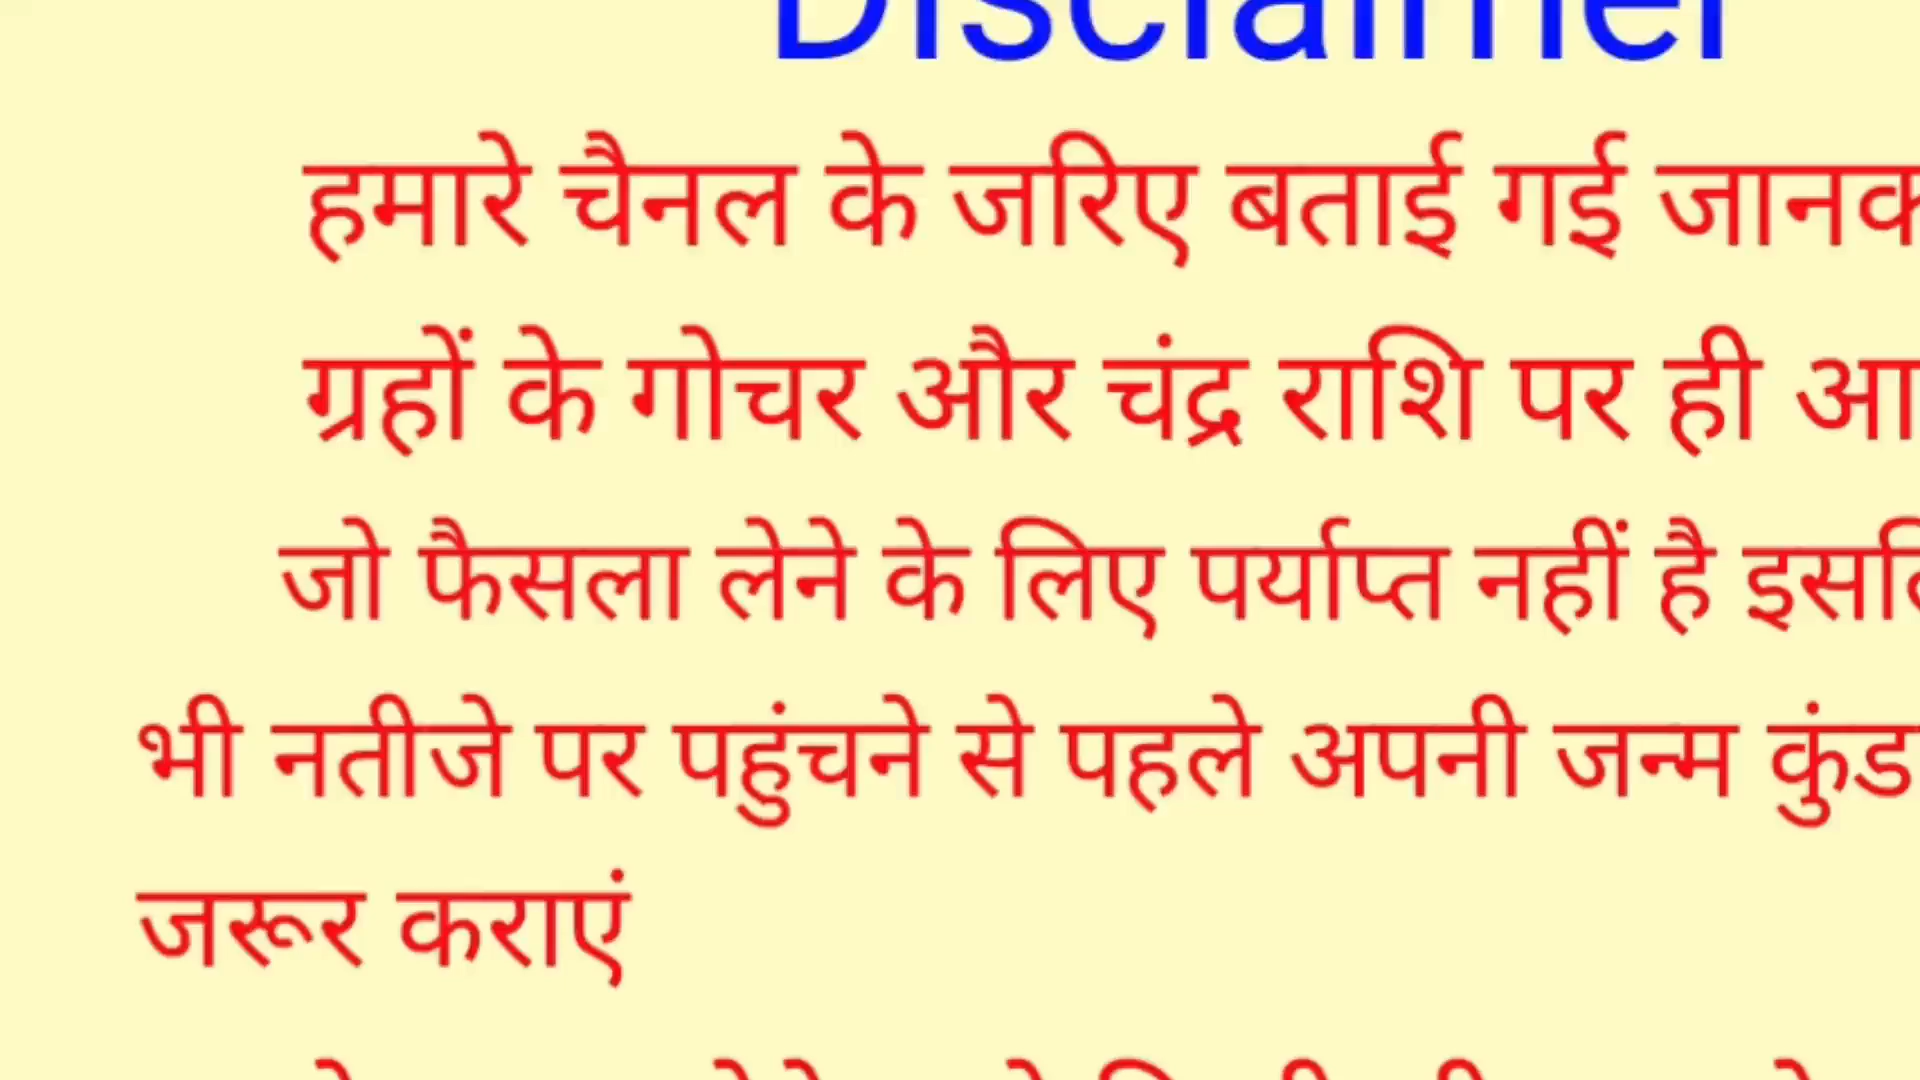 Disclaimer
हमारे चैनल के जरिए बताई गई
ग्रहों के गोचर और चंद्र राशि पर ही
जो फैसला लेने के लिए पर्याप्त नहीं है
भी नतीजे पर पहुंचने से पहले अपनी जन्म
जरूर कराएं